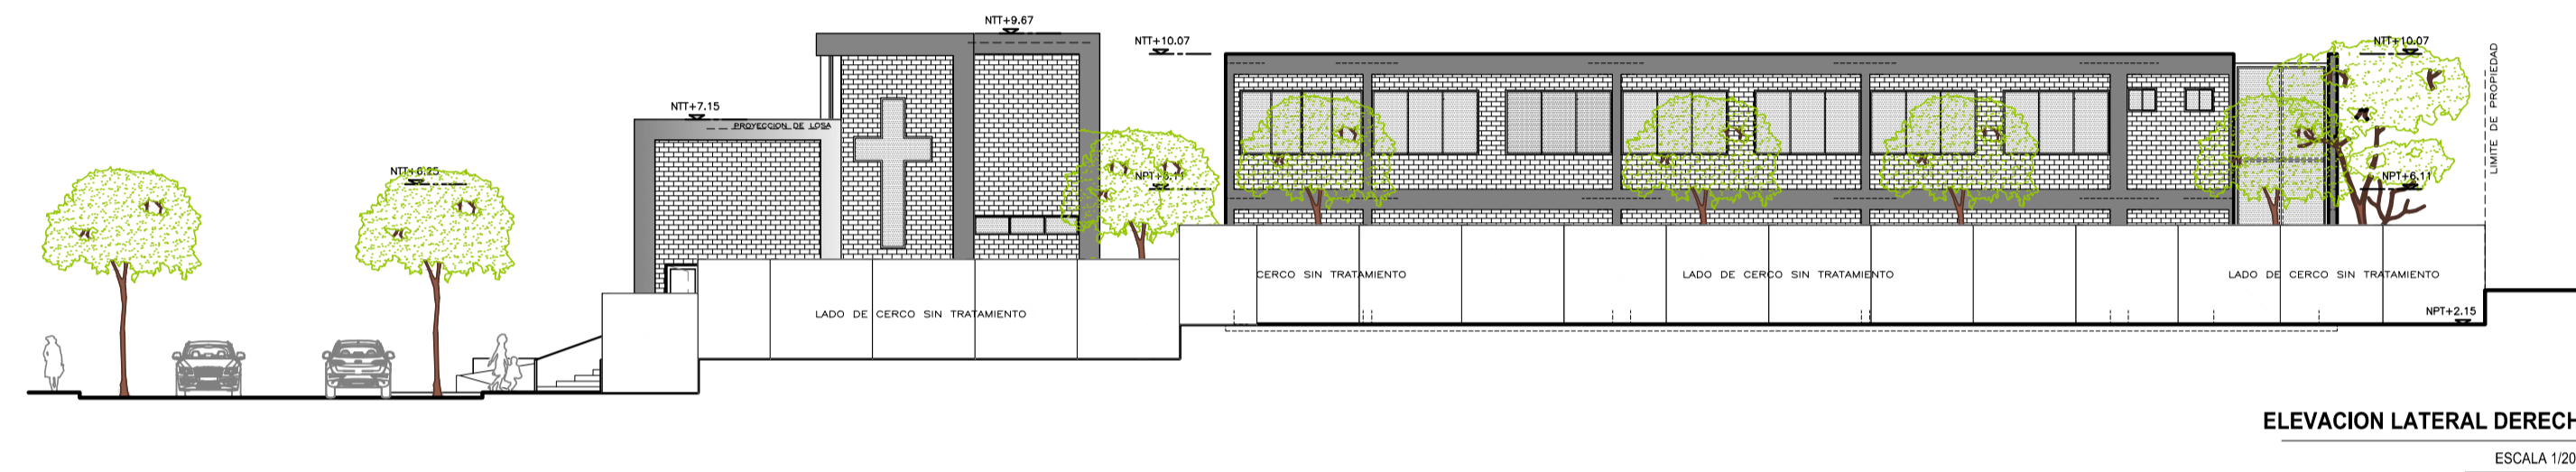 NTT+9.67
NTT+10.07
NTT+10.07
LIMITE DE PROPIEDAD
NTT+7.15
PROYECCION DE LOSA
NTT+6.25
NPT+6.11
NPT+6.11
CERCO SIN TRATAMIENTO
LADO DE CERCO SIN TRATAMIENTO
LADO DE CERCO SIN TRATAMIENTO
LADO DE CERCO SIN TRATAMIENTO
NPT+2.15
ELEVACION LATERAL DERECH
ESCALA 1/20